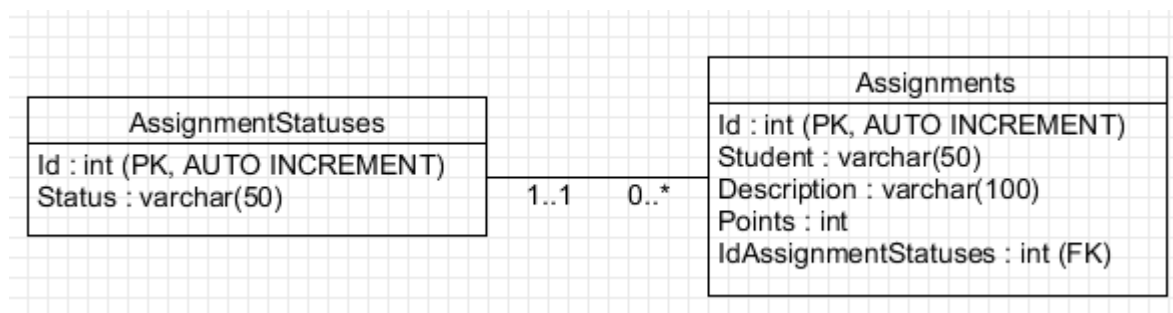 AssignmentStatuses
Id : int (PK, AUTO INCREMENT)
Status : varchar(50)
1..1
0..*
Assignments
Id : int (PK, AUTO INCREMENT)
Student : varchar(50)
Description : varchar(100)
Points : int
IdAssignmentStatuses : int (FK)